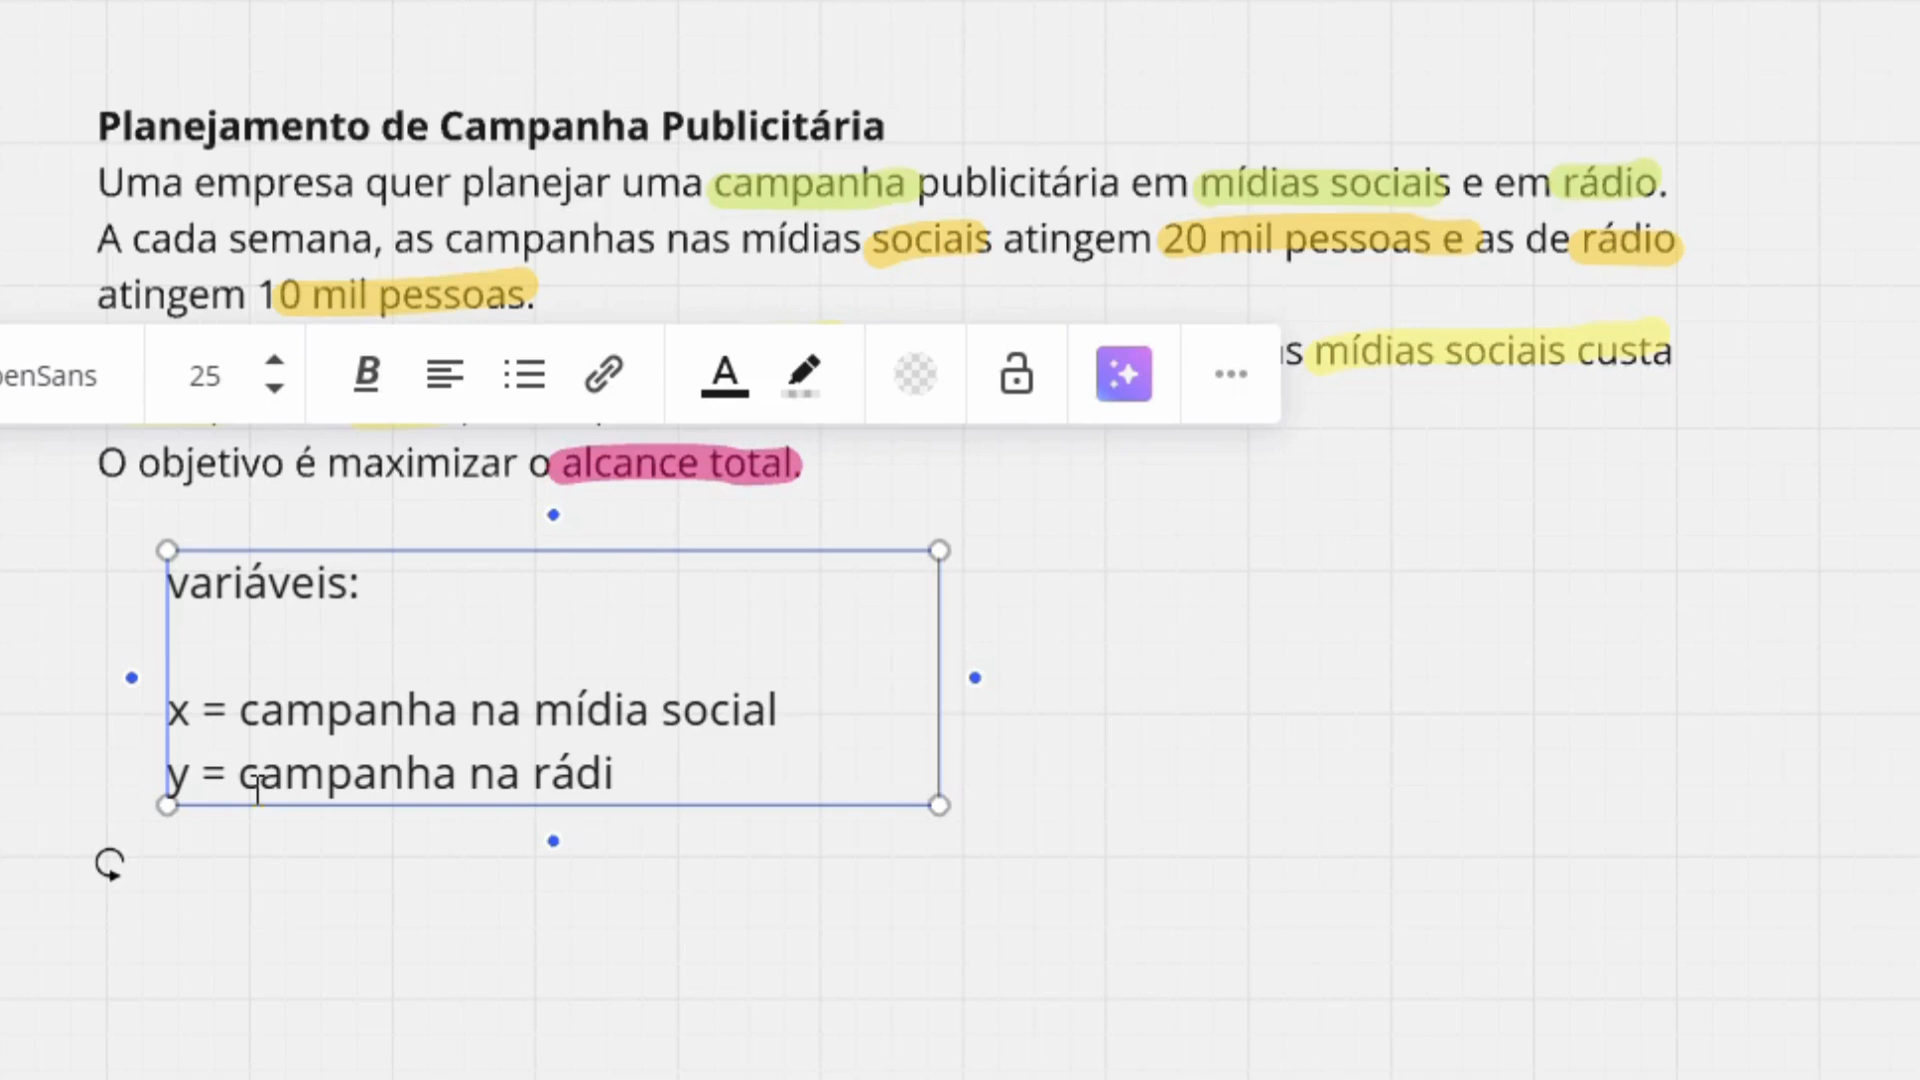 Planejamento de Campanha Publicitária
Uma empresa quer planejar uma campanha publicitária em mídias sociais e em rádio.
A cada semana, as campanhas nas mídias sociais atingem 20 mil pessoas e as de rádio
atingem 10 mil pessoas.
mídias sociais custa
25
B
A
O objetivo é maximizar o alcance total.
variáveis:
x = campanha na mídia social
y = campanha na rádi